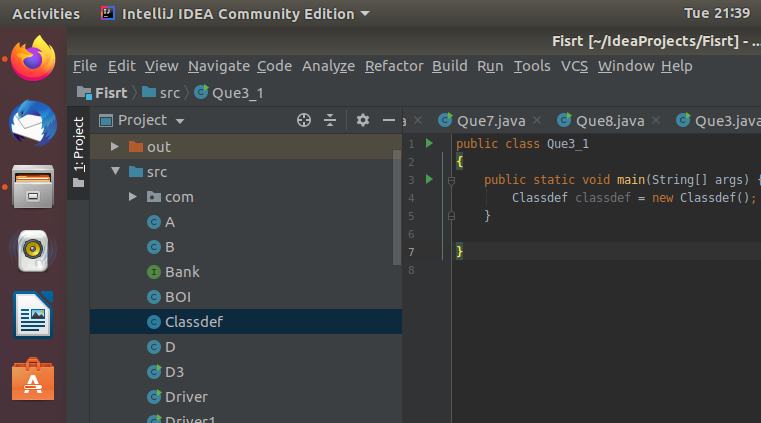 Activities IntelliJ IDEA Community Edition Tue 21:39
Fisrt [~/IdeaProjects/Fisrt] - ...
File Edit View Navigate Code Analyze Refactor Build Run Tools VCS Window Help
Fisrt src Que3_1
1: Project
Project
a Que7.java Que8.java Que3.java
out
src
com
A
B
Bank
BOI
Classdef
D
D3
Driver
Driver1
1 public class Que3_1
2 {
3 public static void main(String[] args) {
4 Classdef classdef = new Classdef();
5 }
6
7 }
8